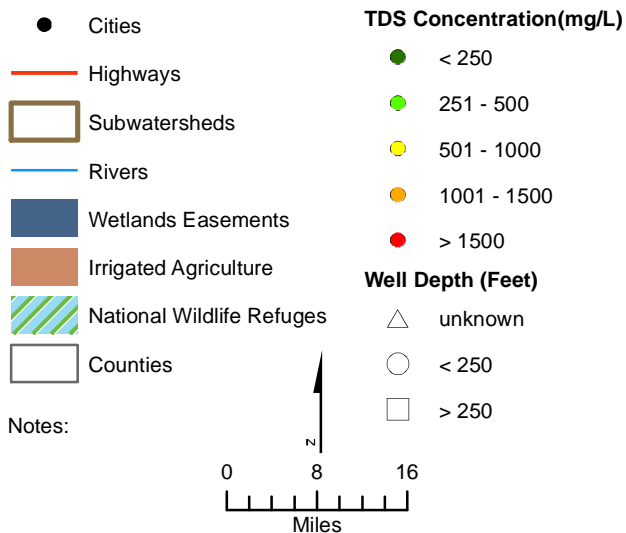 Cities
Highways
Subwatersheds
Rivers
Wetlands Easements
Irrigated Agriculture
National Wildlife Refuges
Counties
Notes:
TDS Concentration(mg/L)
< 250
251 - 500
501 - 1000
1001 - 1500
> 1500
Well Depth (Feet)
unknown
< 250
> 250
N
0 8 16
Miles